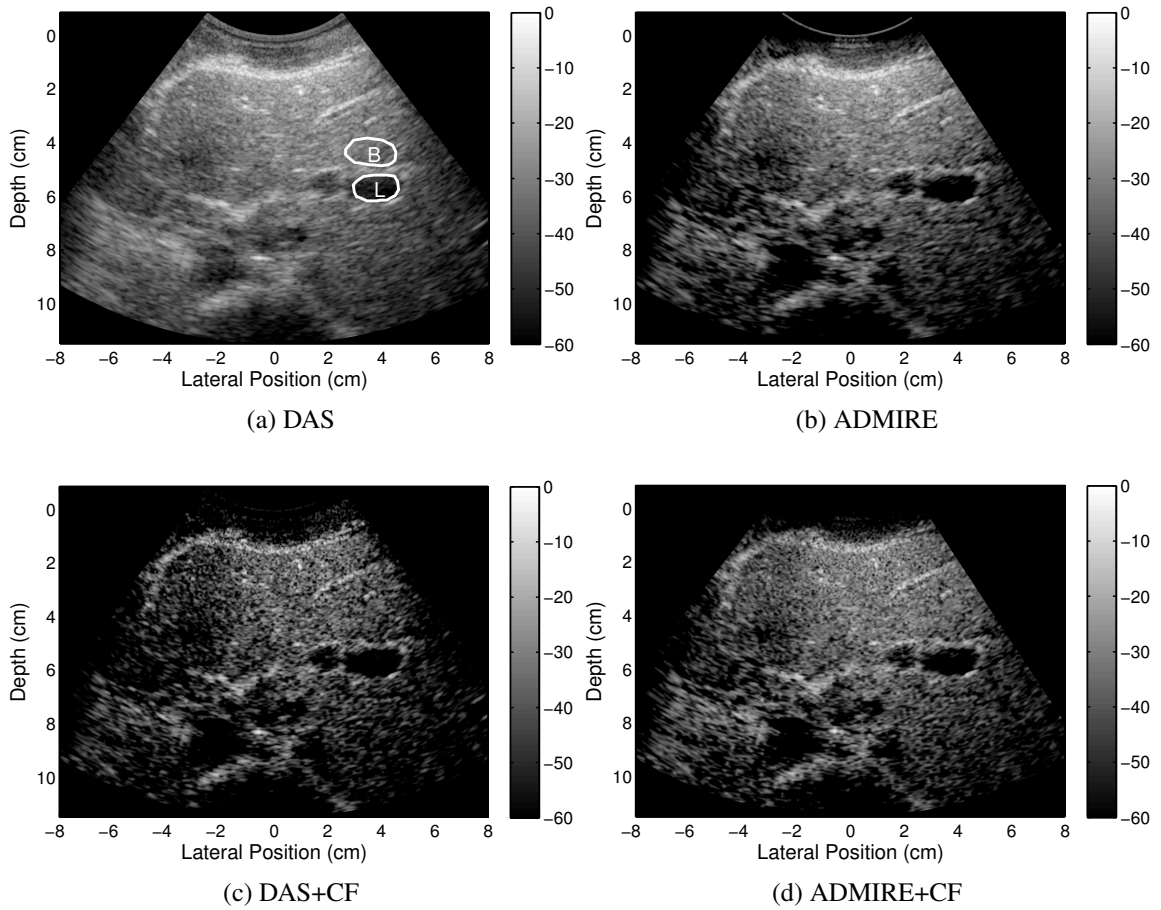 0
2
4
6
8
10
Depth (cm)
B
L
−8 −6 −4 −2 0 2 4 6 8
Lateral Position (cm)
0
−10
−20
−30
−40
−50
−60
(a) DAS
0
2
4
6
8
10
Depth (cm)
−8 −6 −4 −2 0 2 4 6 8
Lateral Position (cm)
0
−10
−20
−30
−40
−50
−60
(b) ADMIRE
0
2
4
6
8
10
Depth (cm)
−8 −6 −4 −2 0 2 4 6 8
Lateral Position (cm)
0
−10
−20
−30
−40
−50
−60
(c) DAS+CF
0
2
4
6
8
10
Depth (cm)
−8 −6 −4 −2 0 2 4 6 8
Lateral Position (cm)
0
−10
−20
−30
−40
−50
−60
(d) ADMIRE+CF